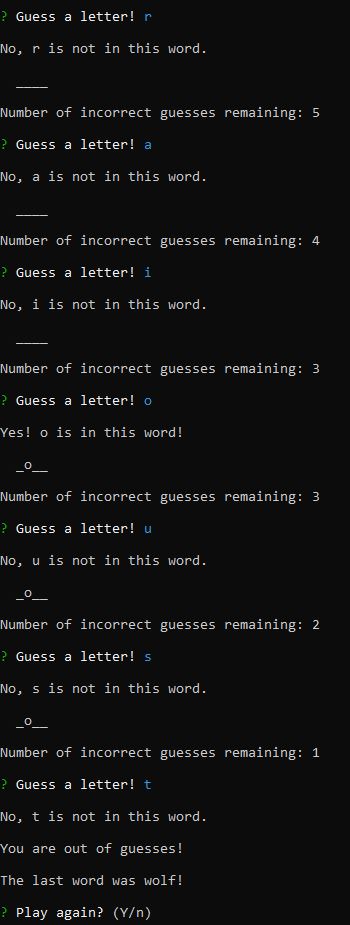 ? Guess a letter! r
No, r is not in this word.
____
Number of incorrect guesses remaining: 5
? Guess a letter! a
No, a is not in this word.
____
Number of incorrect guesses remaining: 4
? Guess a letter! i
No, i is not in this word.
____
Number of incorrect guesses remaining: 3
? Guess a letter! o
Yes! o is in this word!
_o__
Number of incorrect guesses remaining: 3
? Guess a letter! u
No, u is not in this word.
_o__
Number of incorrect guesses remaining: 2
? Guess a letter! s
No, s is not in this word.
_o__
Number of incorrect guesses remaining: 1
? Guess a letter! t
No, t is not in this word.
You are out of guesses!
The last word was wolf!
? Play again? (Y/n)